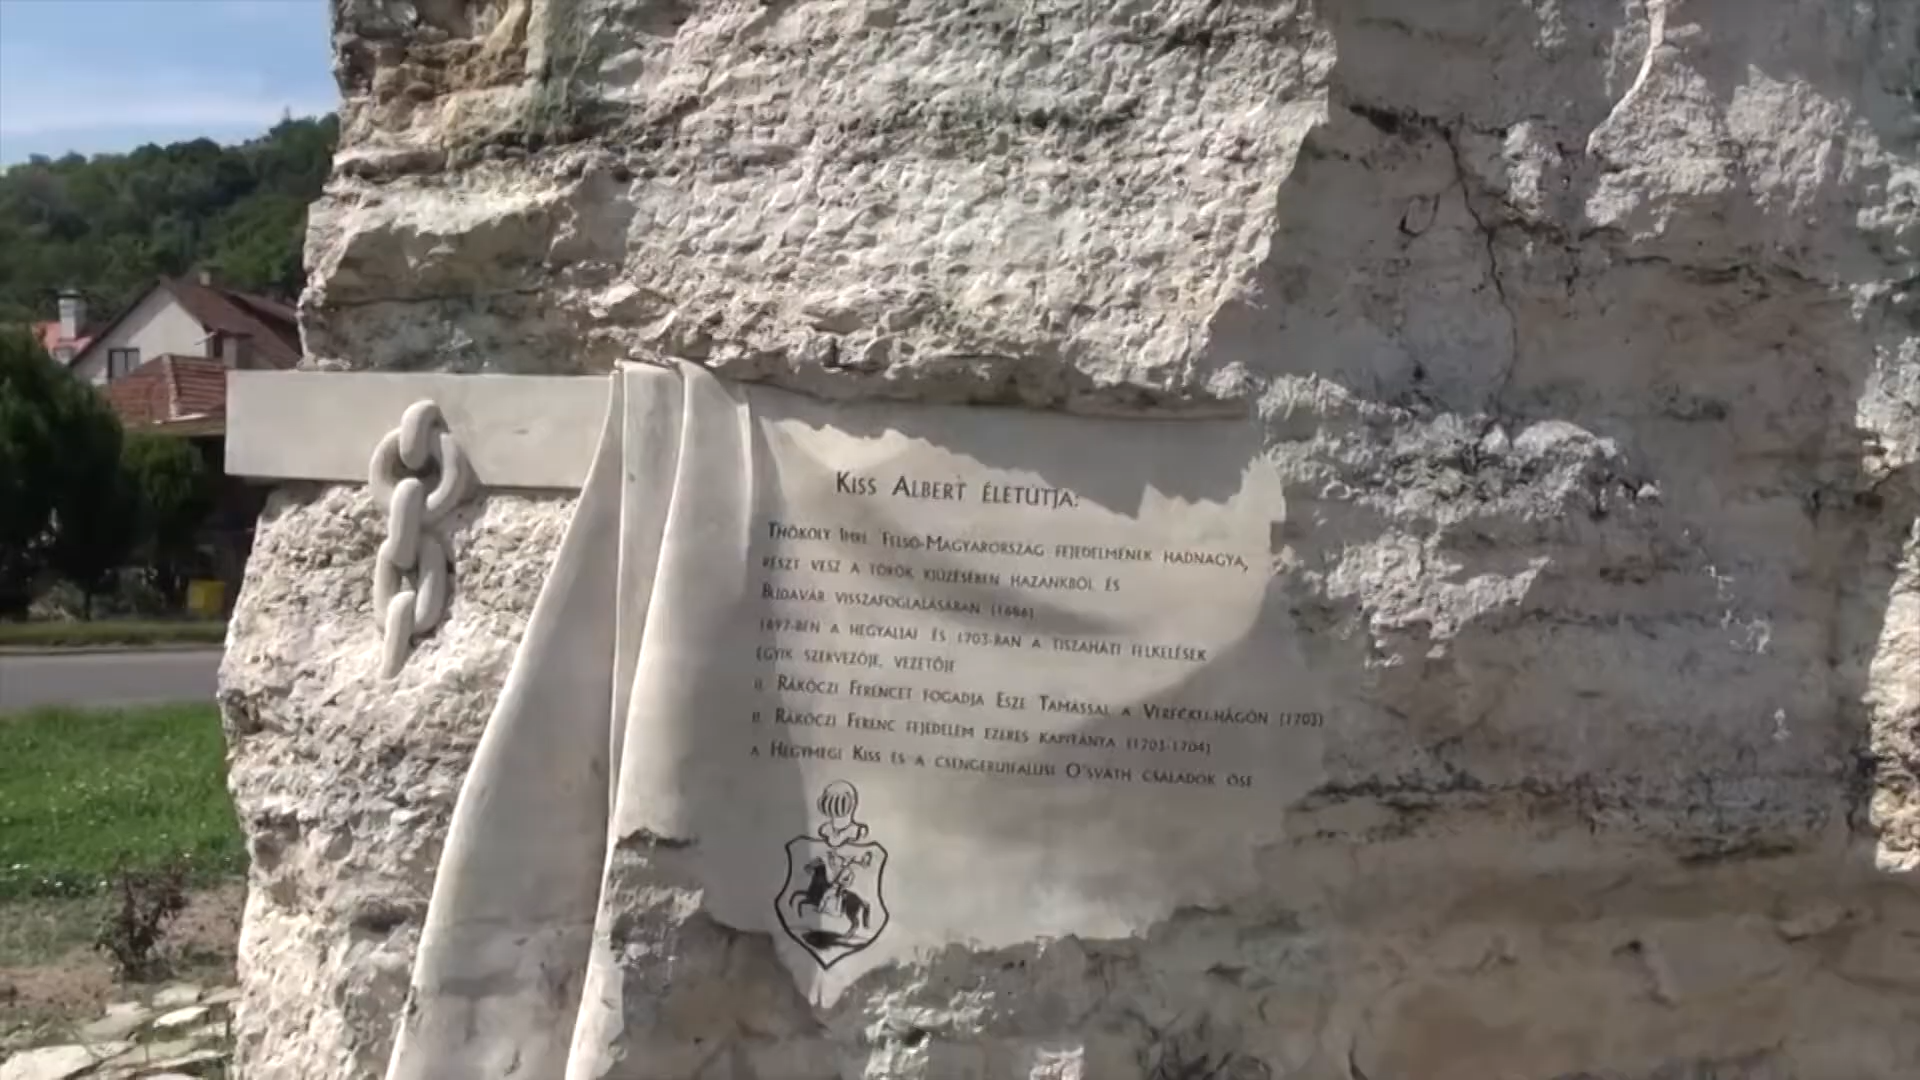 KISS ALBERT ÉLETÚTJA:
THÖKÖLY IMRE FELSŐ-MAGYARORSZÁG FEJEDELMÉNEK HADNAGYA,
RÉSZT VESZ A TÖRÖK KIŰZÉSÉBEN HAZÁNKBÓL ÉS
BUDAVÁR VISSZAFOGLALÁSÁBAN (1686)
1697-BEN A HEGYALJAI ÉS 1703-BAN A TISZAHÁTI FELKELÉSEK
EGYIK SZERVEZŐJE, VEZETŐJE
II. RÁKÓCZI FERENCET FOGADJA ESZE TAMÁSSAL A VERECKEI-HÁGÓN (1703)
II. RÁKÓCZI FERENC FEJEDELEM EZERES KAPITÁNYA (1703-1704)
A HEGYMEGI KISS ÉS A CSENGERÚJFALUSI O'SVÁTH CSALÁDOK ŐSE